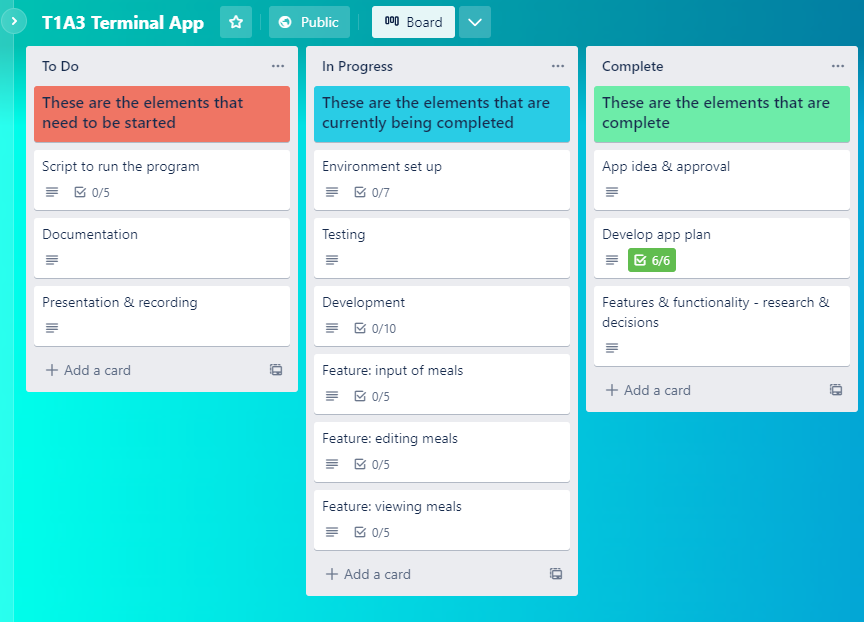 T1A3 Terminal App
Public
Board
To Do
These are the elements that
need to be started
Script to run the program
0/5
Documentation
Presentation & recording
Add a card
In Progress
These are the elements that are
currently being completed
Environment set up
0/7
Testing
Development
0/10
Feature: input of meals
0/5
Feature: editing meals
0/5
Feature: viewing meals
0/5
Add a card
Complete
These are the elements that are
complete
App idea & approval
Develop app plan
6/6
Features & functionality - research &
decisions
Add a card